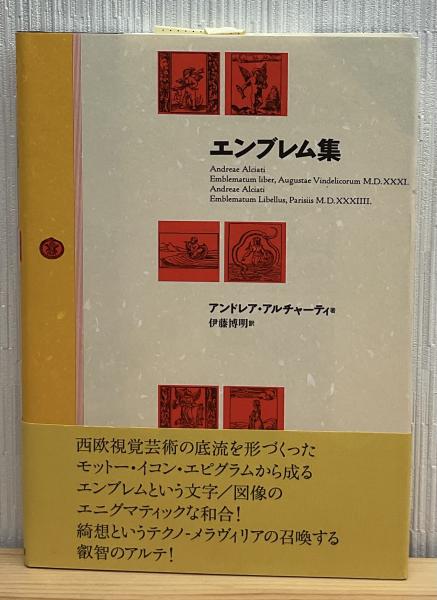 エンブレム集
Andreae Alciati
Emblematum liber, Augustae Vindelicorum M.D.XXXI.
Andreae Alciati
Emblematum Libellus, Parisiis M.D.XXXIIII.
アンドレア・アルチャーティ著
伊藤博明訳
西欧視覚芸術の底流を形づくった
モットー・イコン・エピグラムから成る
エンブレムという文字／図像の
エニグマティックな和合!
綺想というテクノ-メラヴィリアの召喚する
叡智のアルテ!